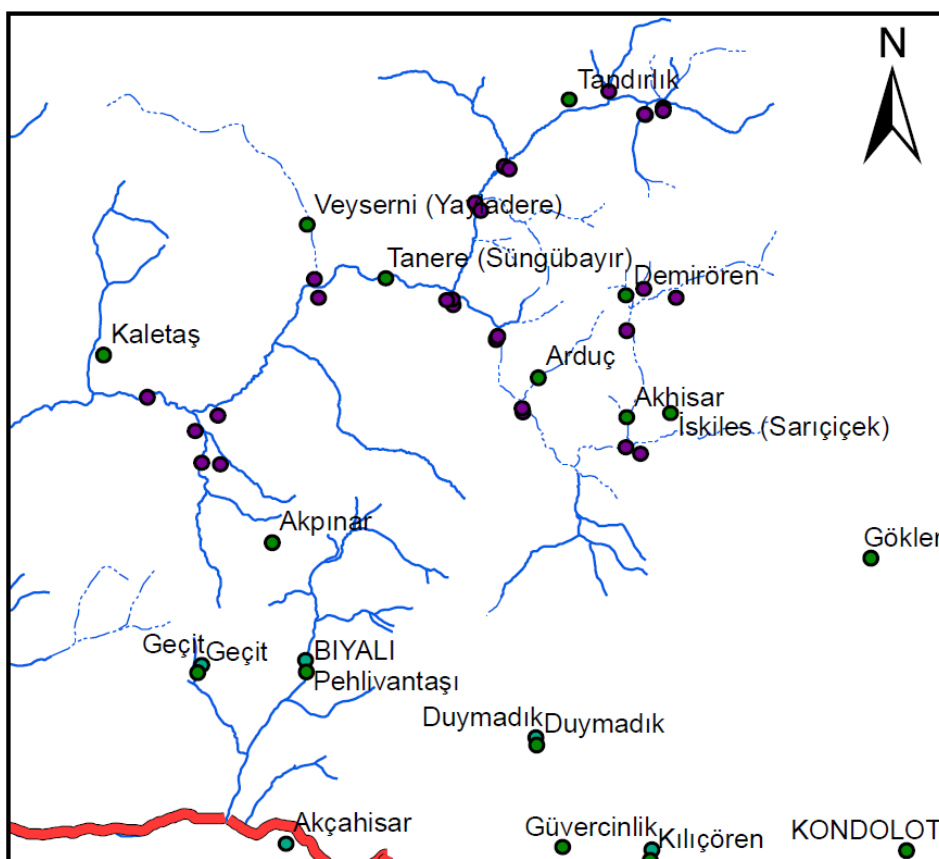 N
Tandırlık
Veyserni (Yayladere)
Tanere (Süngübayır)
Demirören
Kaletaş
Arduç
Akhisar
İskiles (Sarıçiçek)
Akpınar
Gökler
Geçit
Geçit
BIYALI
Pehlivantaşı
Duymadık
Duymadık
Akçahisar
Güvercinlik
Kılıçören
KONDOLOT